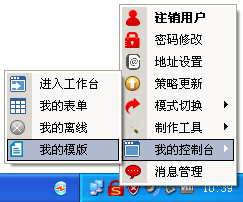 注销用户
密码修改
地址设置
策略更新
模式切换
制作工具
我的控制台
消息管理
进入工作台
我的表单
我的离线
我的模版
10:39